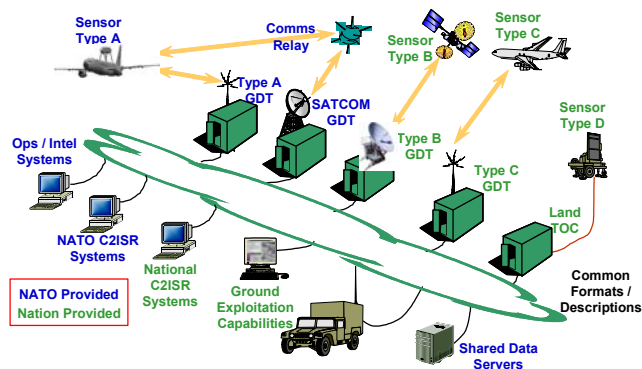 Sensor
Type A
Comms
Relay
Sensor
Type B
Sensor
Type C
Type A
GDT
SATCOM
GDT
Type B
GDT
Type C
GDT
Sensor
Type D
Ops / Intel
Systems
NATO C2ISR
Systems
National
C2ISR
Systems
Ground
Exploitation
Capabilities
Land
TOC
Common
Formats /
Descriptions
Shared Data
Servers
NATO Provided
Nation Provided